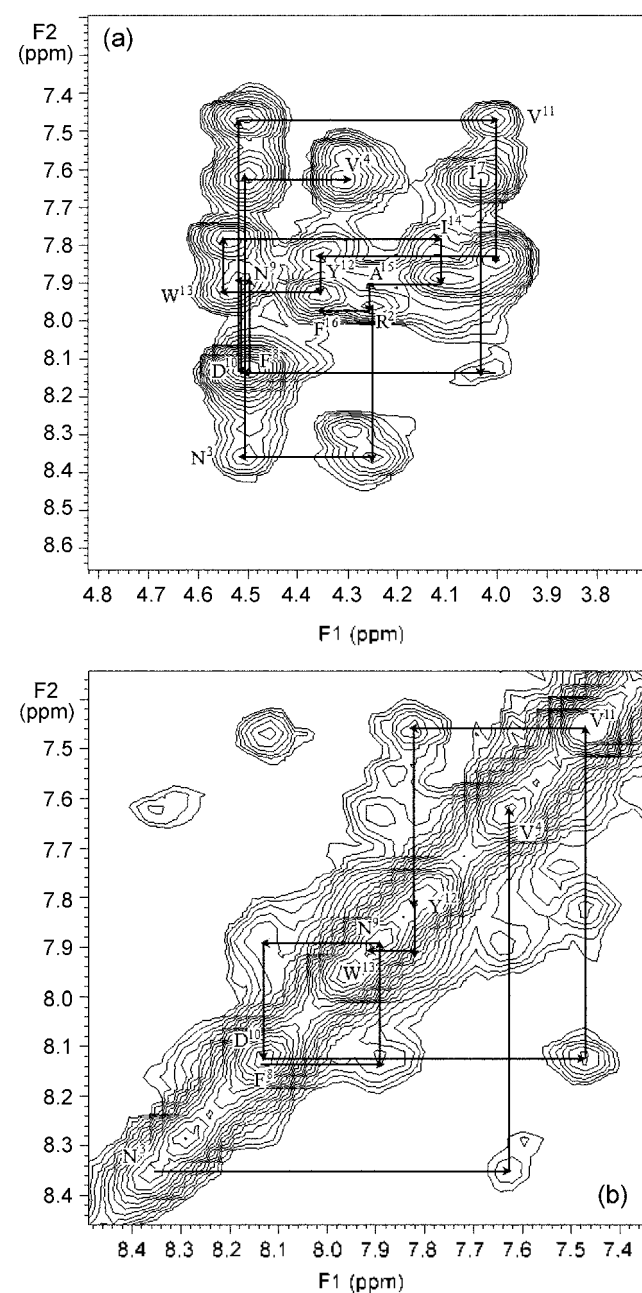 F2
(ppm)
(a)
7.4
7.5
7.6
7.7
7.8
7.9
8.0
8.1
8.2
8.3
8.4
8.5
8.6
V11
V4
I7
I14
N9
Y12
A15
W13
F16
R2
D10
F8
N3
4.8 4.7 4.6 4.5 4.4 4.3 4.2 4.1 4.0 3.9 3.8
F1 (ppm)
F2
(ppm)
7.5
7.6
7.7
7.8
7.9
8.0
8.1
8.2
8.3
8.4
V11
V4
Y12
N9
W13
D10
F8
N3
(b)
8.4 8.3 8.2 8.1 8.0 7.9 7.8 7.7 7.6 7.5 7.4
F1 (ppm)